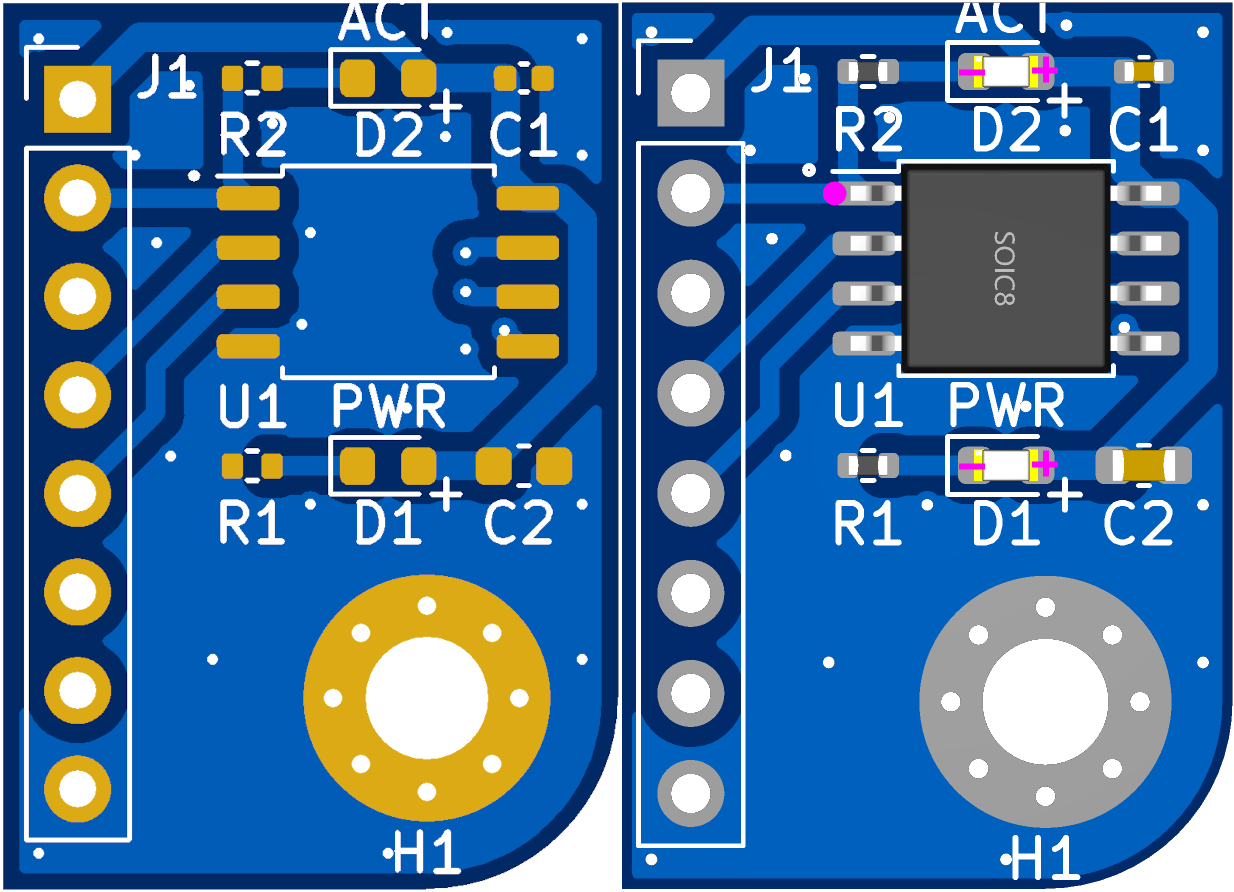 ACT
J1
R2
D2
+
C1
U1
PWR
R1
D1
+
C2
H1
ACT
J1
R2
D2
+
C1
SOIC8
U1
PWR
R1
D1
+
C2
H1